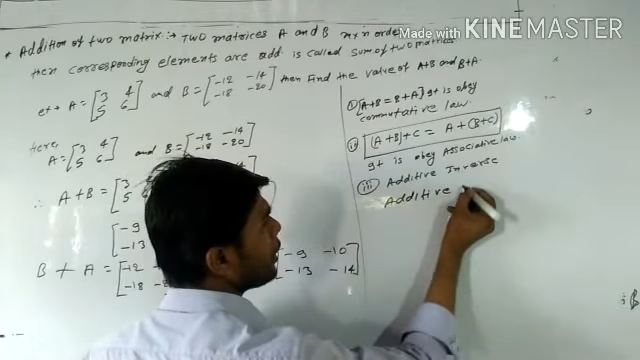 Made with KINEMASTER
* Addition of two matrix :→ Two matrices A and B m×n order
then corresponding elements are add is called sum of two matrices.
A = [3 4 and B = [-12 -14 then Find the value of A+B and B+A.
5 6] -18 -20]
Here,
A = [3 4 and B = [-12 -14
5 6] -18 -20]
∴ A + B = [3
5
[-9
-13
B + A = [-12
-18
-9 -10
-13 -14]
[A+B = B+A] It is obey
commutative law.
ii) (A+B)+C = A+(B+C)
It is obey Associative law.
iii) Additive Inverse
Additive